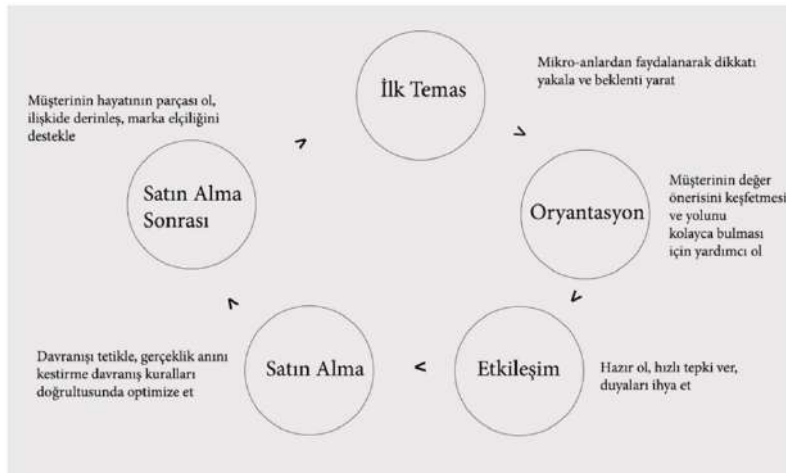 İlk Temas
Mikro-anlardan faydalanarak dikkatı
yakala ve beklenti yarat
Oryantasyon
Müşterinin değer
önerisini keşfetmesi
ve yolunu
kolayca bulması
için yardımcı ol
Etkileşim
Hazır ol, hızlı tepki ver,
duyaları ihya et
Satın Alma
Davranışı tetikle, gerçeklik anını
kestirme davranış kuralları
doğrultusunda optimize et
Satın Alma
Sonrası
Müşterinin hayatının parçası ol,
ilişkide derinleş, marka elçiliğini
destekle